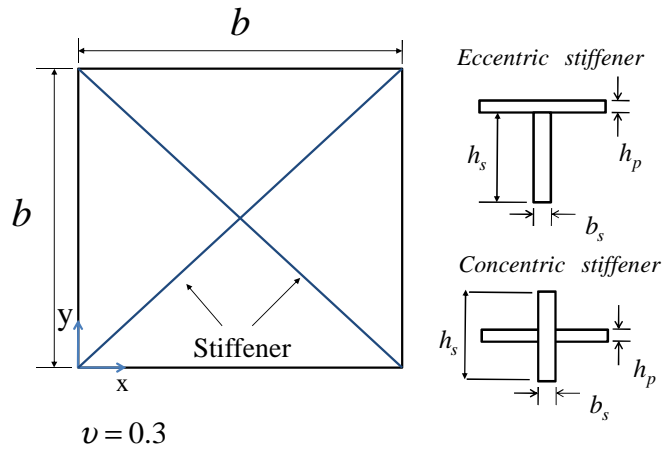 b
Eccentric stiffener
h_s
h_p
b_s
b
Concentric stiffener
h_s
h_p
b_s
y
Stiffener
x
υ = 0.3